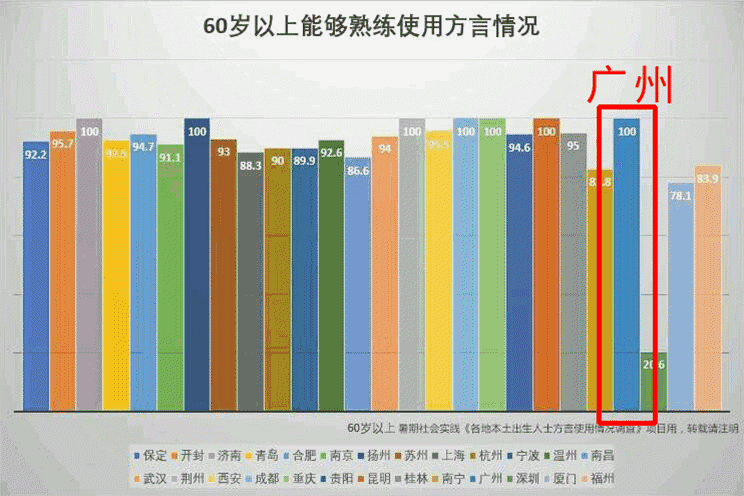 60岁以上能够熟练使用方言情况
广州
92.2 95.7 100 92.5 94.7 91.1 100 93 88.3 90 89.9 92.6 86.6 94 100 95.5 100 100 94.6 100 95 100 20.6 78.1 83.9
60岁以上 暑期社会实践《各地本土出生人士方言使用情况调查》项目用，转载请注明
保定 开封 济南 青岛 合肥 南京 扬州 苏州 上海 杭州 宁波 温州 南昌
武汉 荆州 西安 成都 重庆 贵阳 昆明 桂林 南宁 广州 深圳 厦门 福州